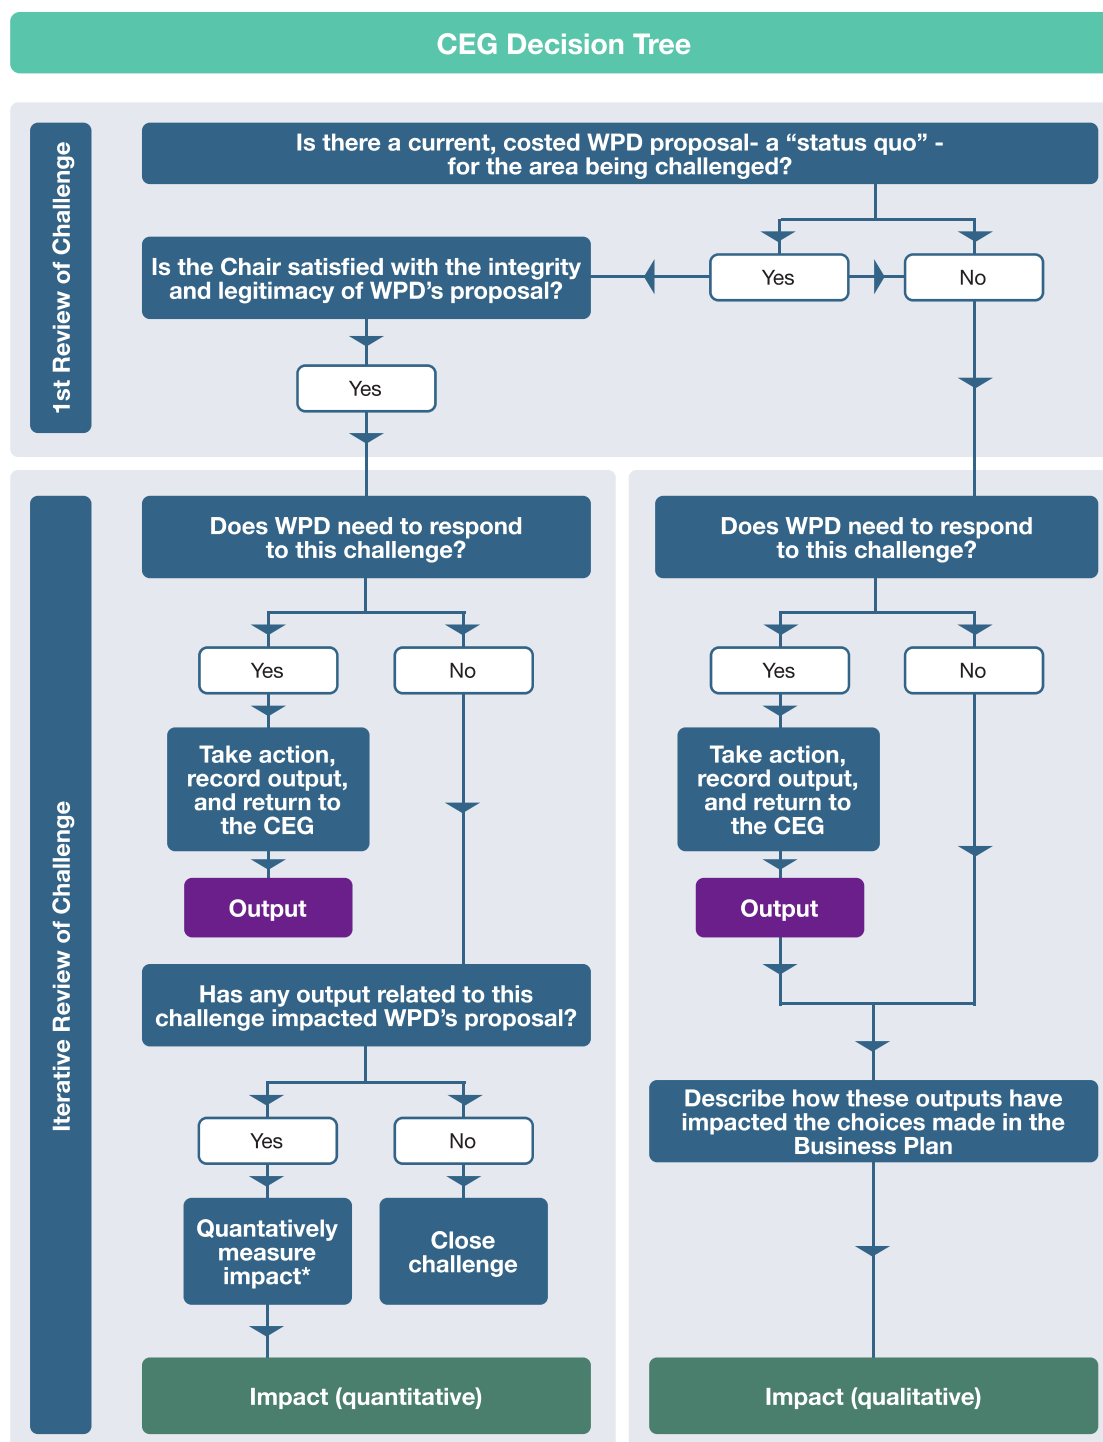 CEG Decision Tree
1st Review of Challenge
Is there a current, costed WPD proposal- a “status quo” -
for the area being challenged?
Is the Chair satisfied with the integrity
and legitimacy of WPD’s proposal?
Yes
No
Yes
Iterative Review of Challenge
Does WPD need to respond
to this challenge?
Yes
No
Take action,
record output,
and return to
the CEG
Output
Has any output related to this
challenge impacted WPD’s proposal?
Yes
No
Quantatively
measure
impact*
Close
challenge
Impact (quantitative)
Does WPD need to respond
to this challenge?
Yes
No
Take action,
record output,
and return to
the CEG
Output
Describe how these outputs have
impacted the choices made in the
Business Plan
Impact (qualitative)